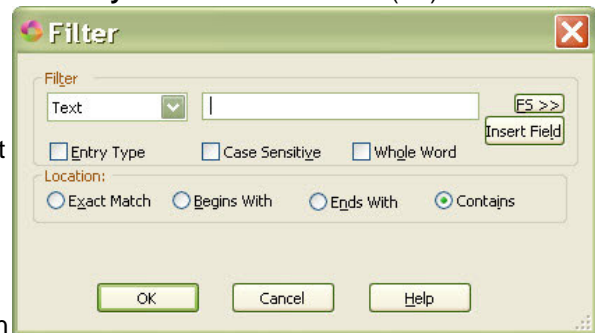 Filter
Filter
Text
FS >>
Insert Field
t
Entry Type Case Sensitive Whole Word
Location:
Exact Match Begins With Ends With Contains
OK Cancel Help
n